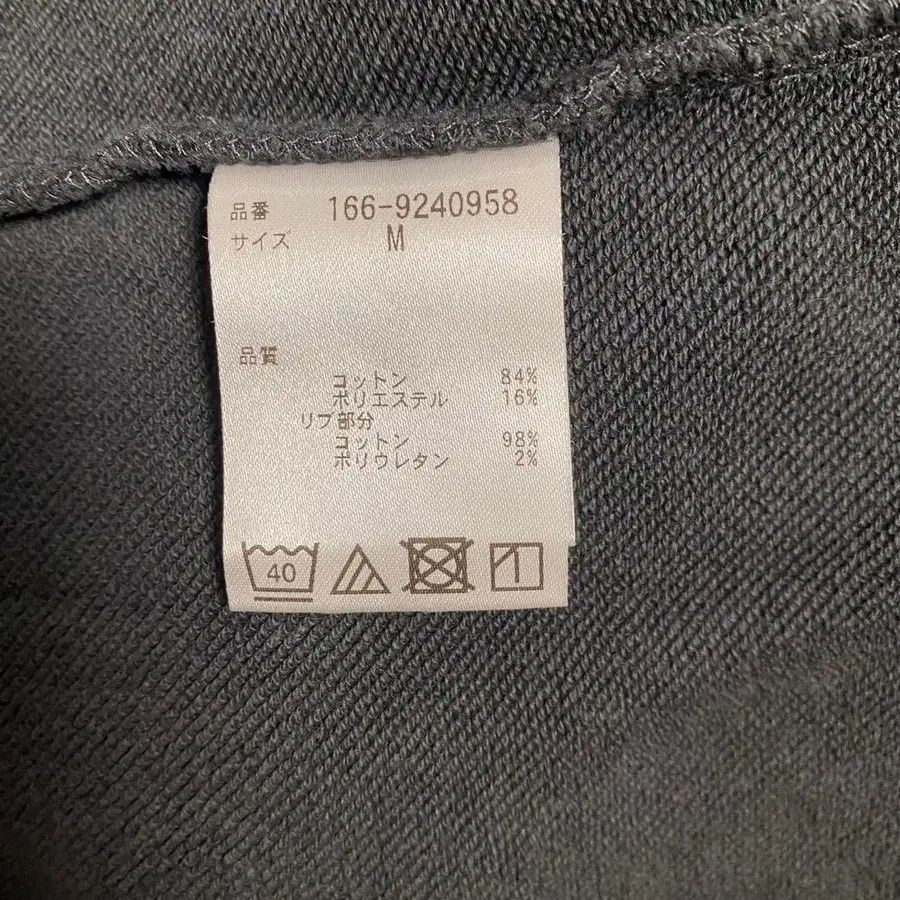 品番 166-9240958
サイズ M
品質
コットン 84%
ポリエステル 16%
リブ部分
コットン 98%
ポリウレタン 2%
40